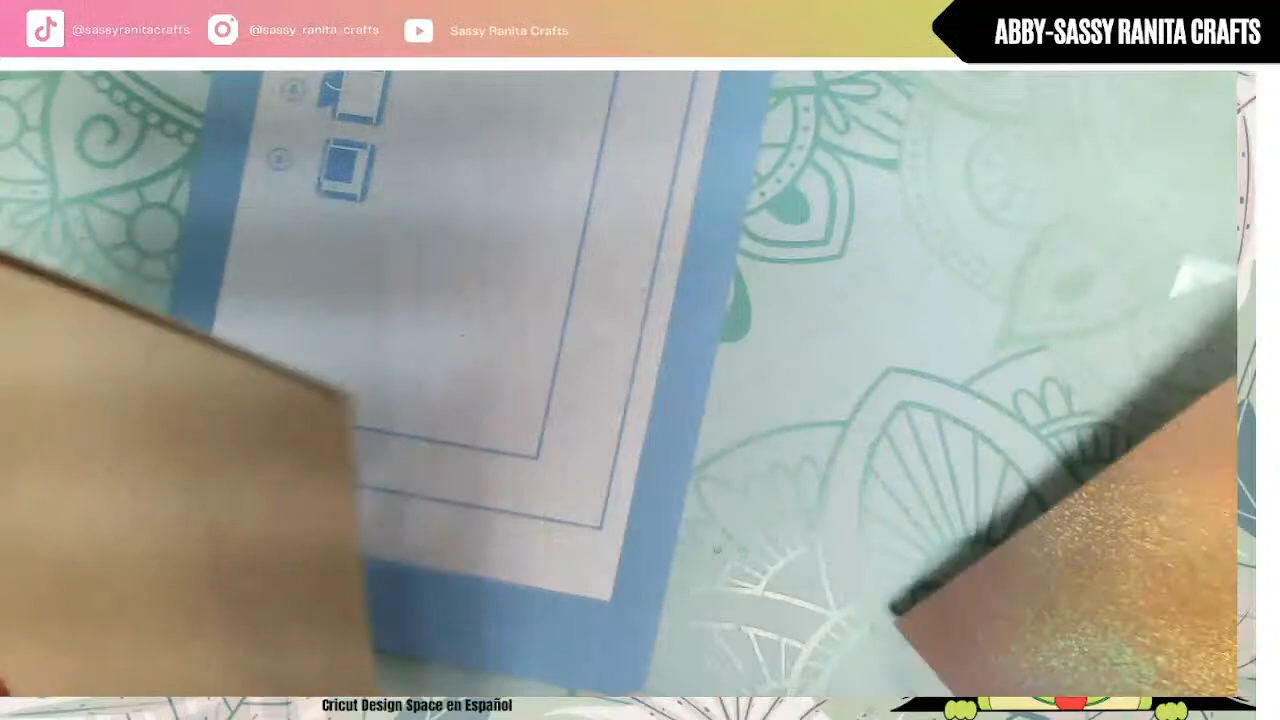 @sassyranitacrafts
@sassy_ranita_crafts
Sassy Ranita Crafts
ABBY-SASSY RANITA CRAFTS
Cricut Design Space en Español